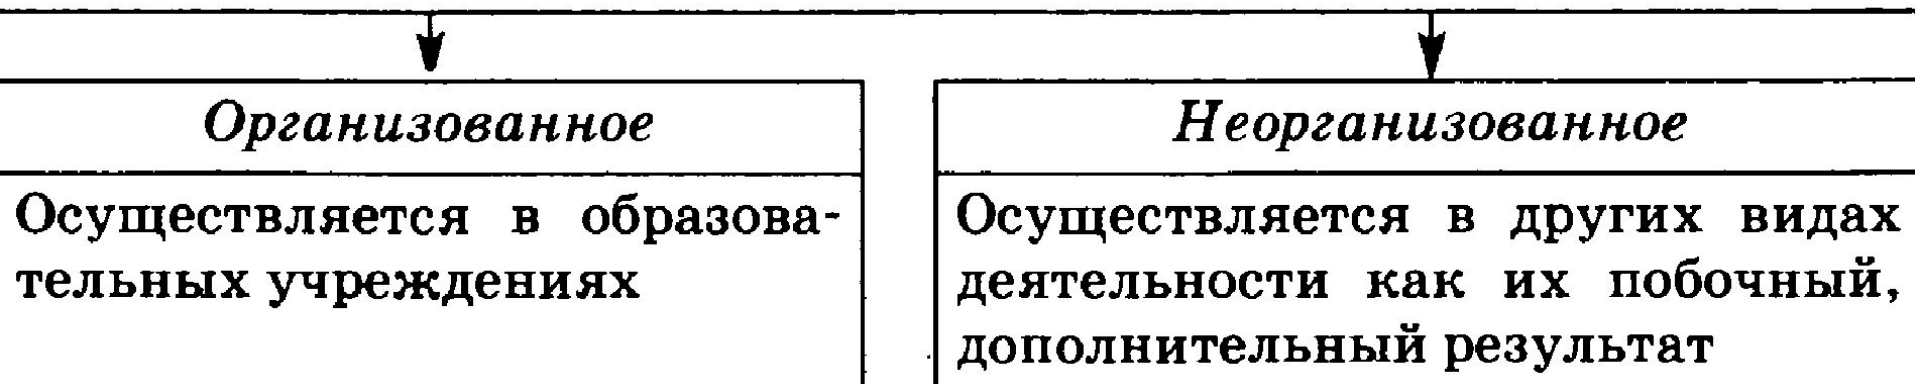 Организованное
Осуществляется в образова-
тельных учреждениях
Неорганизованное
Осуществляется в других видах
деятельности как их побочный,
дополнительный результат